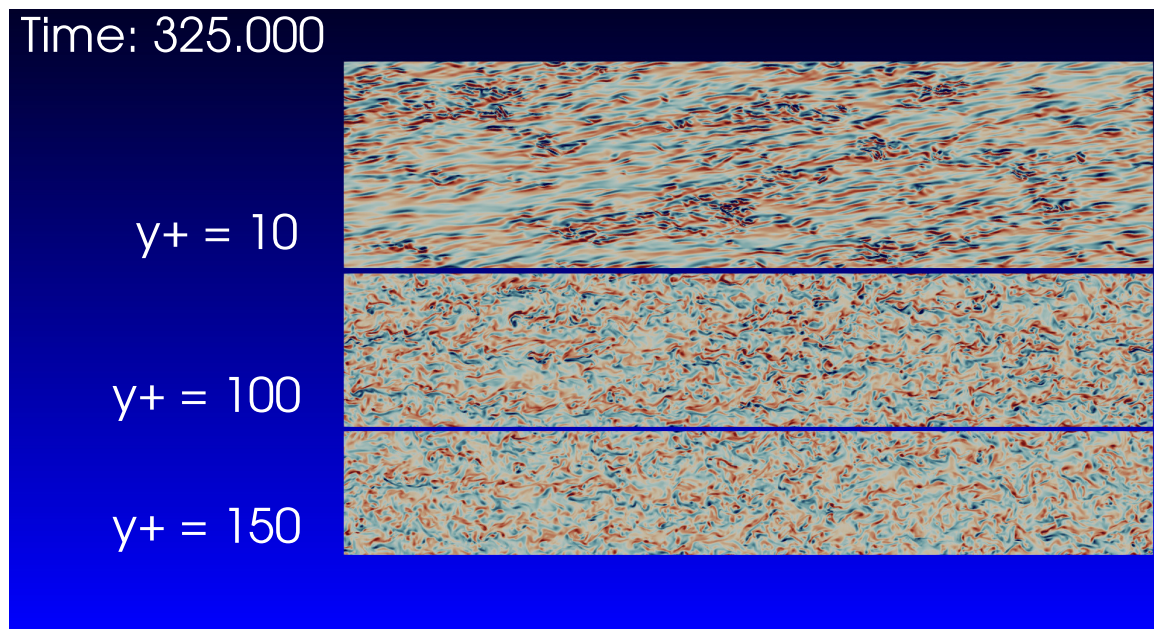 Time: 325.000
y+ = 10
y+ = 100
y+ = 150